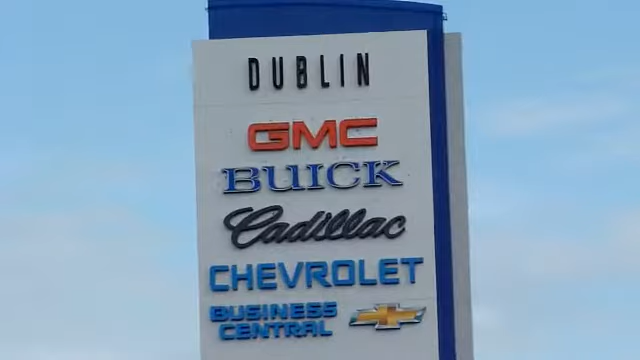 DUBLIN
GMC
BUICK
Cadillac
CHEVROLET
BUSINESS
CENTRAL